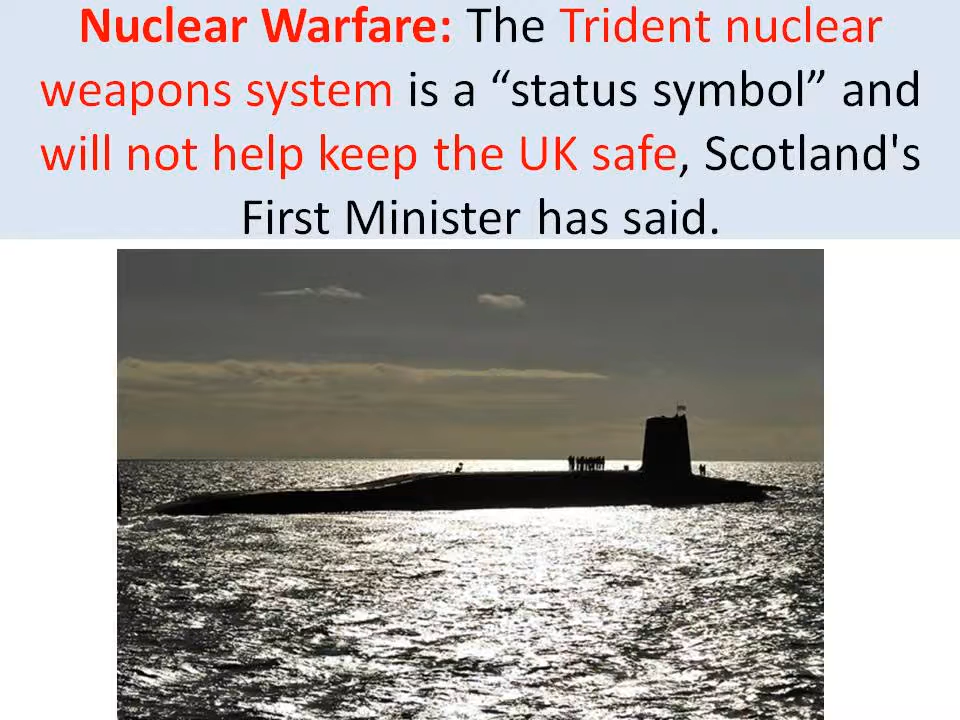 Nuclear Warfare: The Trident nuclear
weapons system is a “status symbol” and
will not help keep the UK safe, Scotland's
First Minister has said.